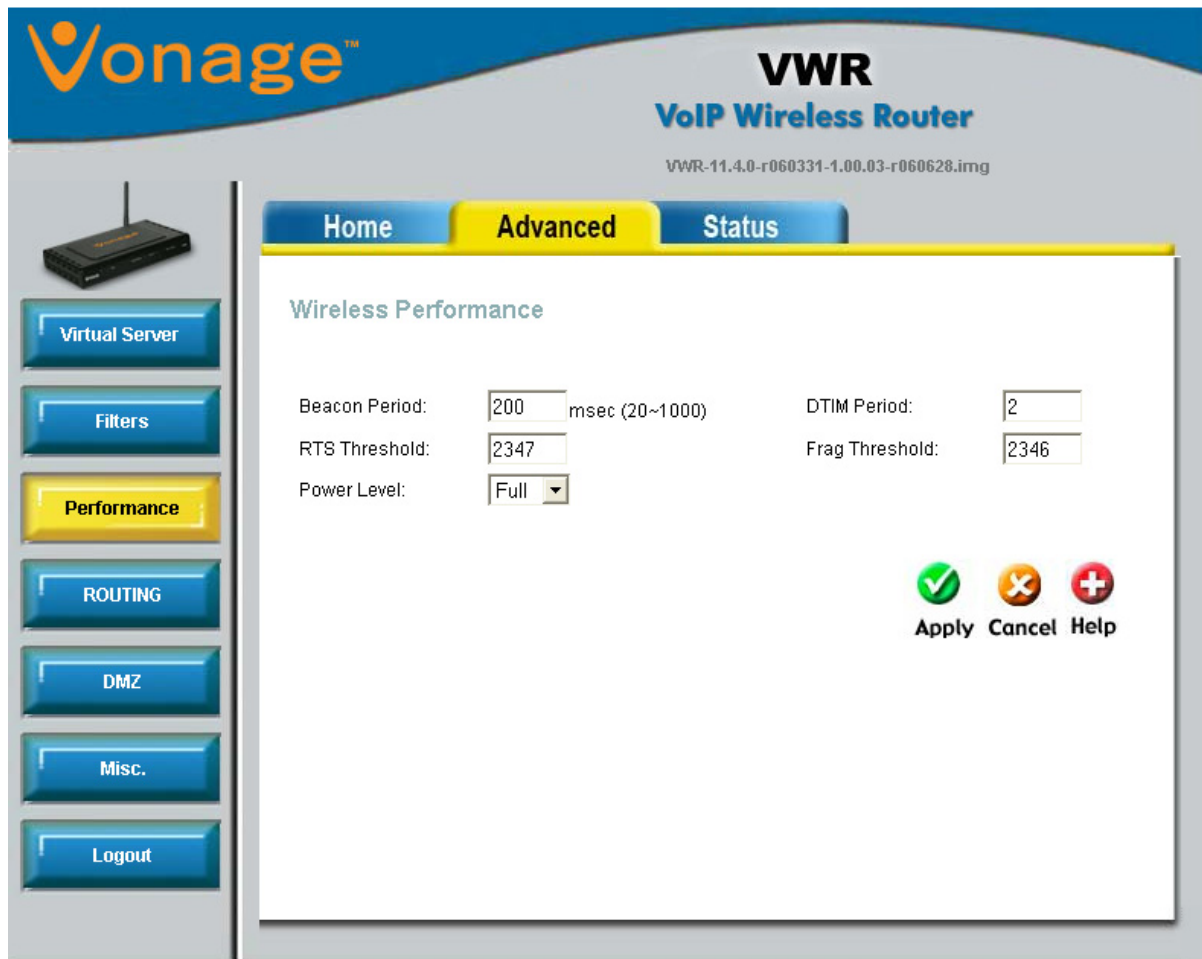 Vonage™
VWR
VoIP Wireless Router
VWR-11.4.0-r060331-1.00.03-r060628.img
Home Advanced Status
Vonage
Virtual Server
Filters
Performance
ROUTING
DMZ
Misc.
Logout
Wireless Performance
Beacon Period: 200 msec (20~1000) DTIM Period: 2
RTS Threshold: 2347 Frag Threshold: 2346
Power Level: Full
Apply Cancel Help